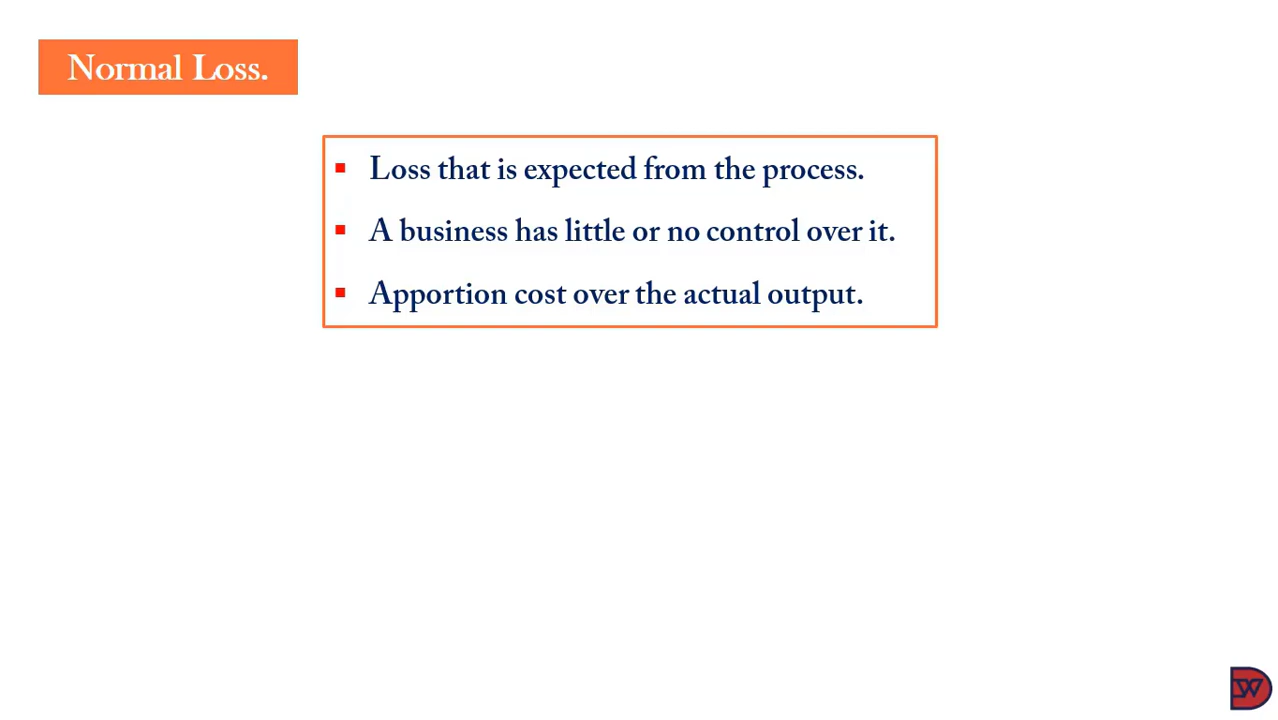 Normal Loss.
Loss that is expected from the process.
A business has little or no control over it.
Apportion cost over the actual output.
DW